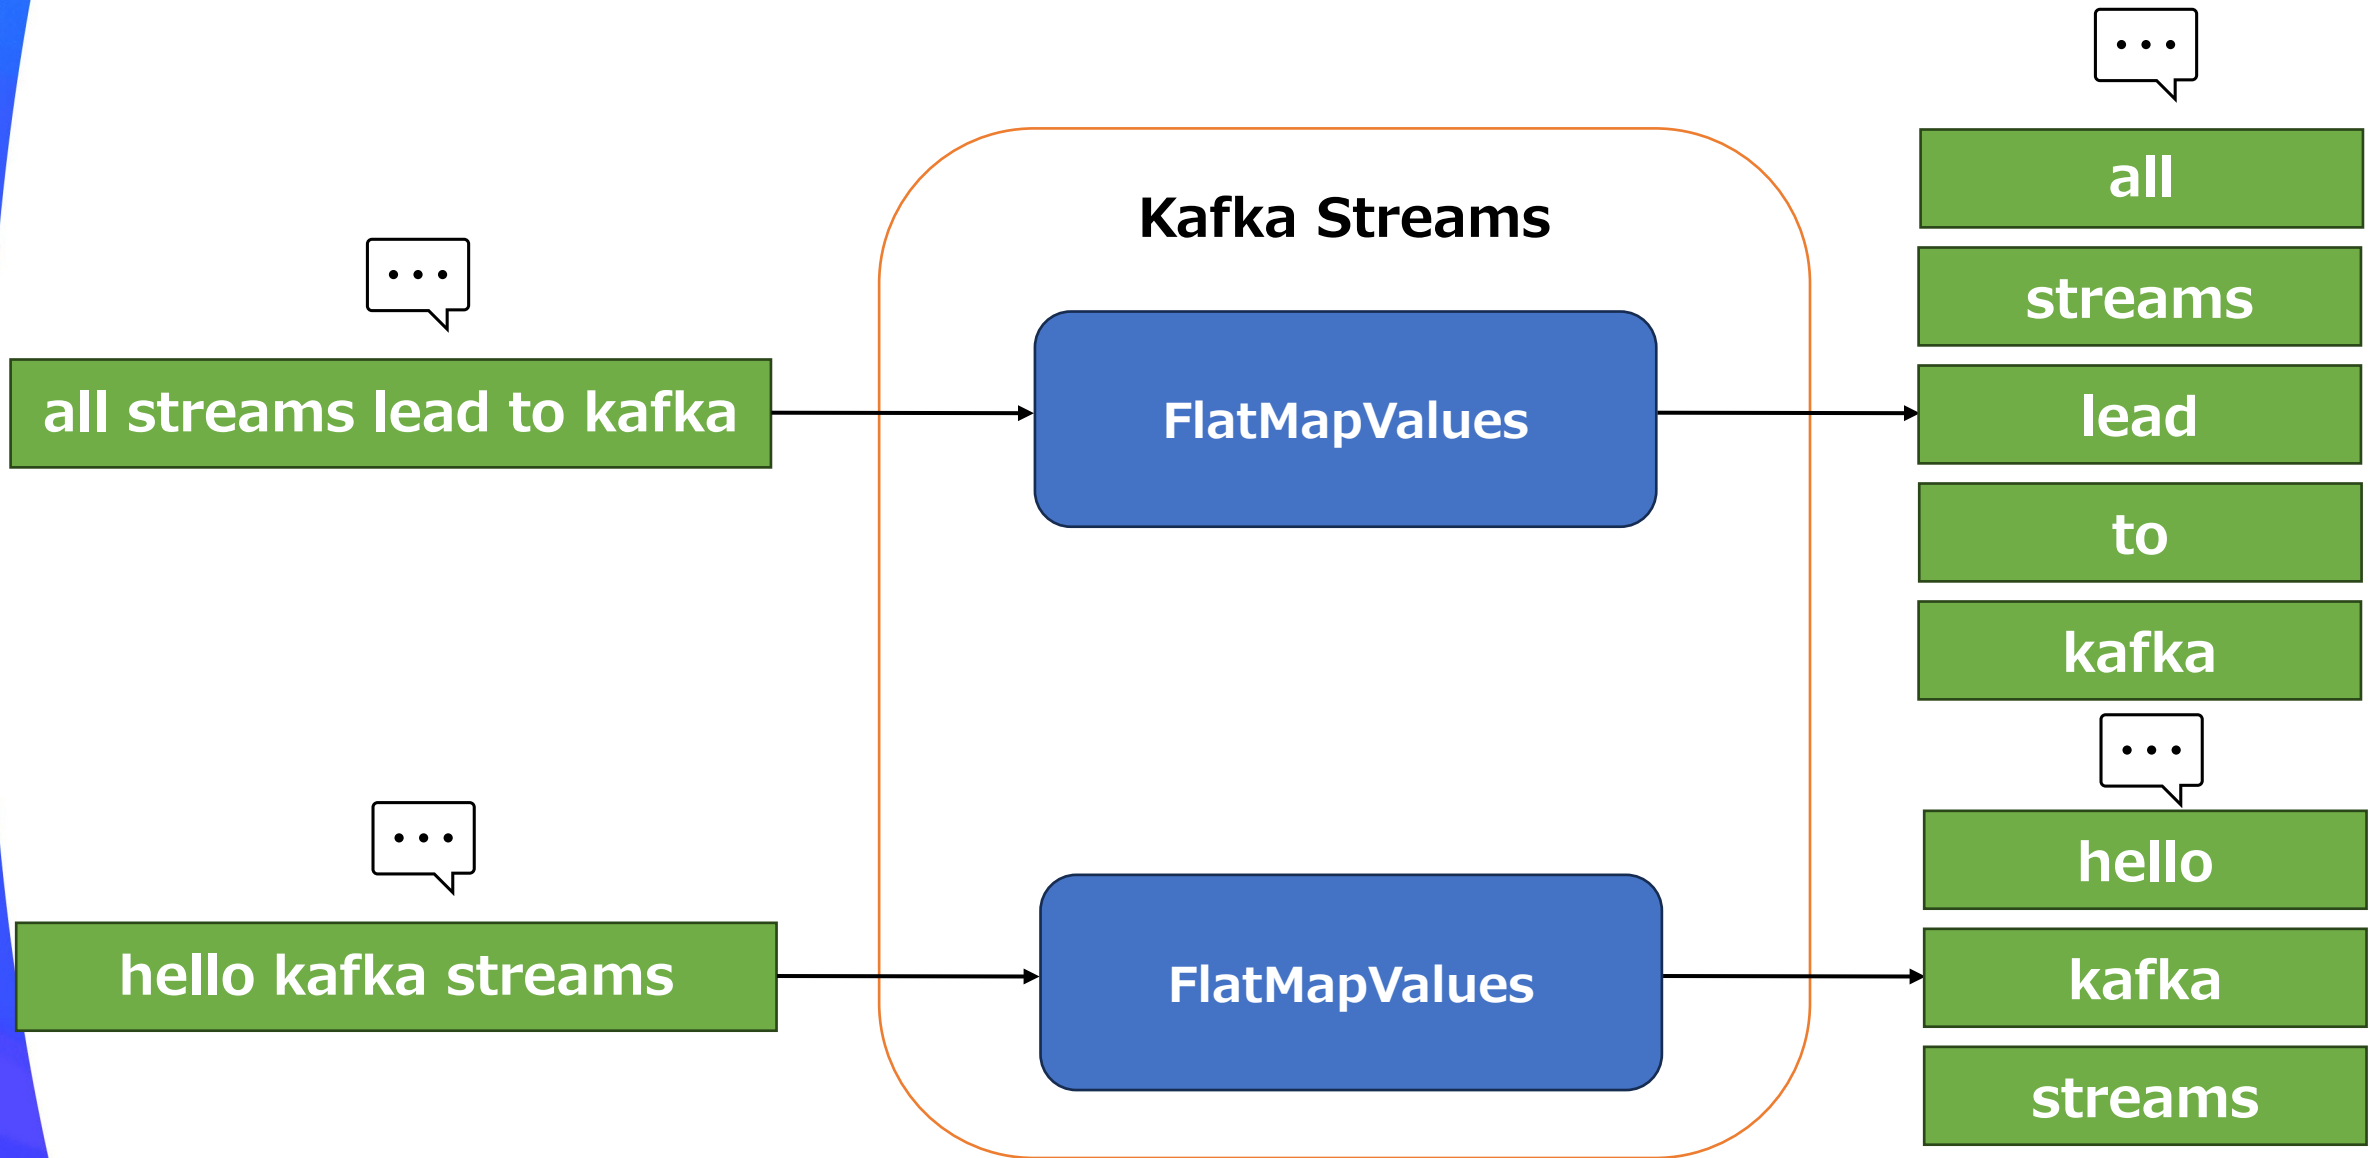 Kafka Streams
all streams lead to kafka
FlatMapValues
all
streams
lead
to
kafka
hello kafka streams
FlatMapValues
hello
kafka
streams